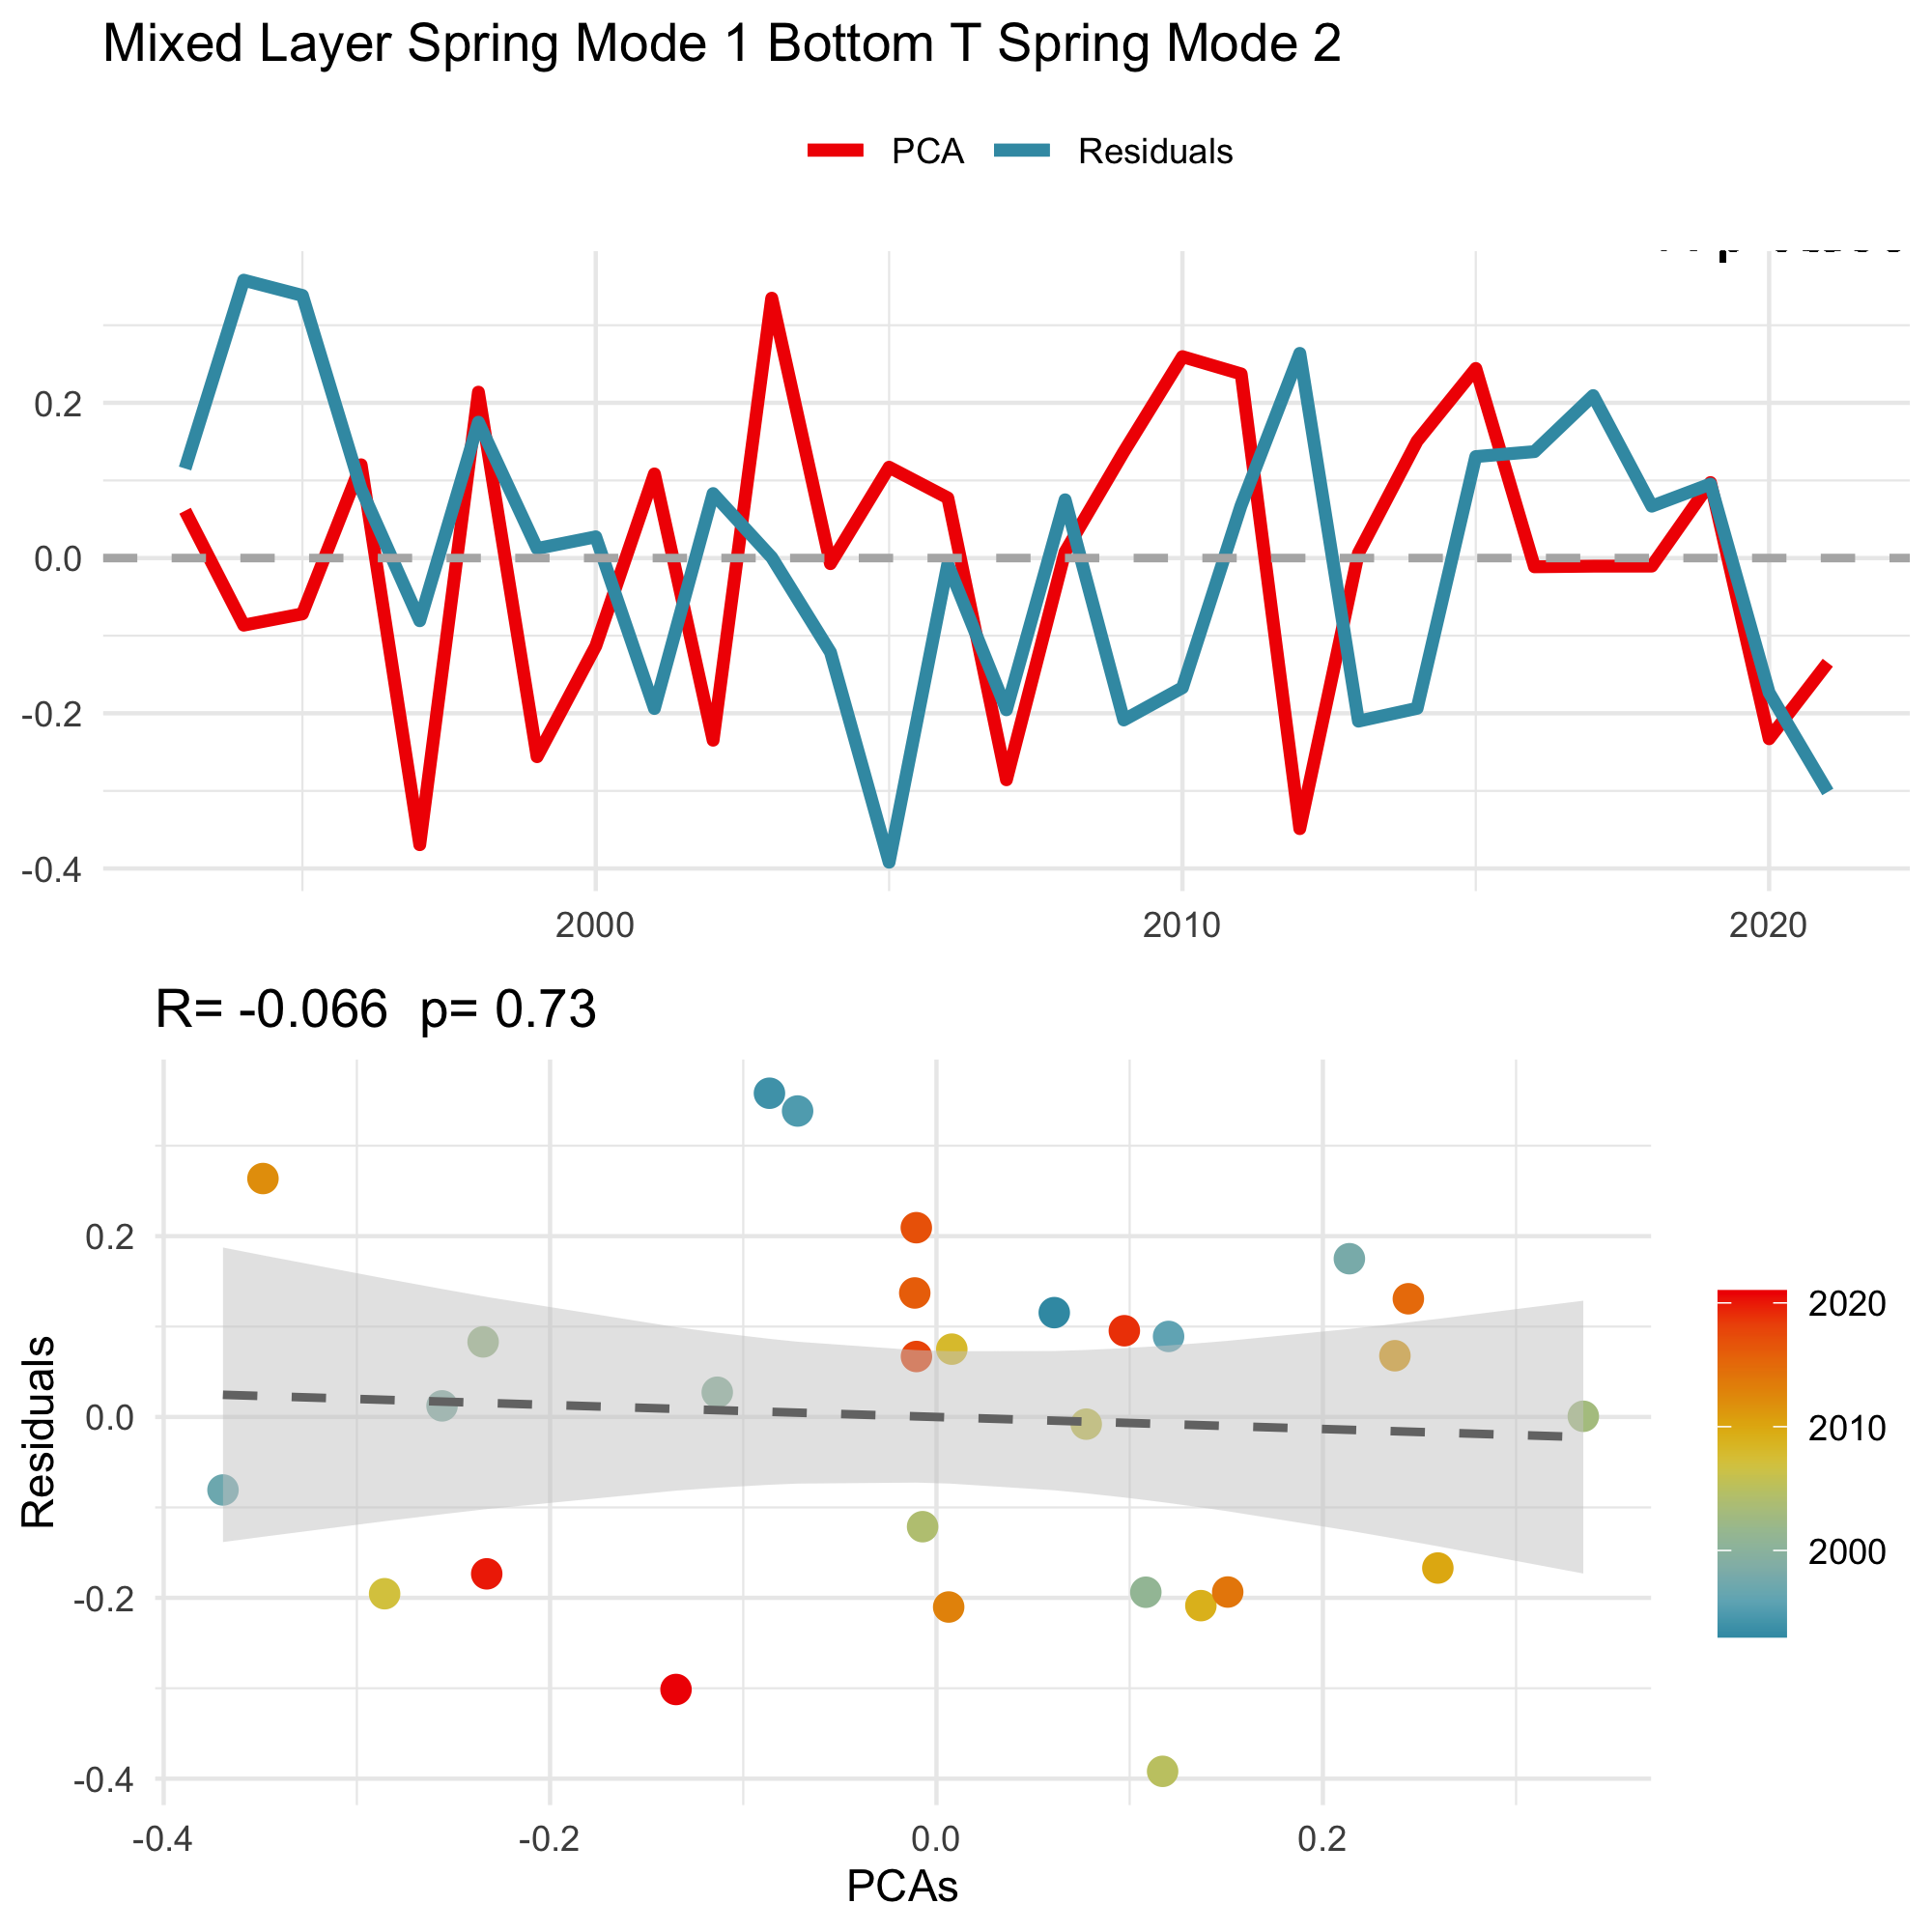 Mixed Layer Spring Mode 1 Bottom T Spring Mode 2
PCA Residuals
0.2
0.0
-0.2
-0.4
2000 2010 2020
R= -0.066 p= 0.73
Residuals
0.2
0.0
-0.2
-0.4
-0.4 -0.2 0.0 0.2
PCAs
2020
2010
2000